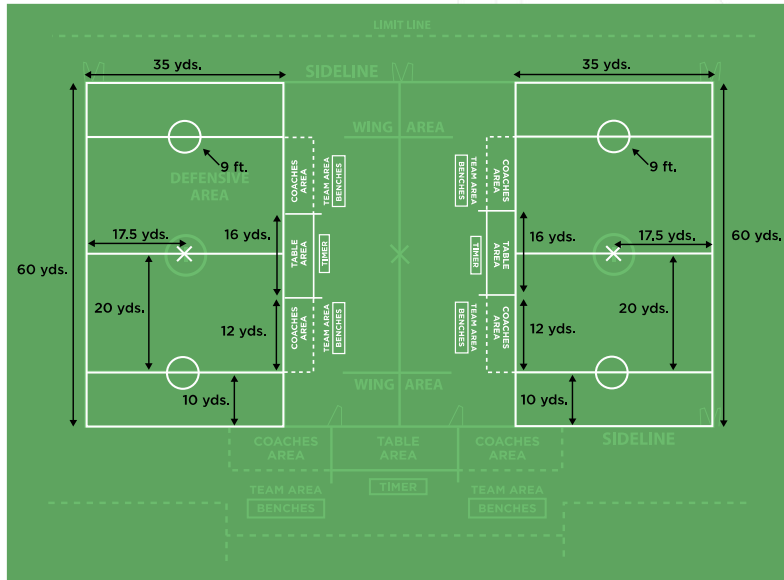 LIMIT LINE
35 yds.
SIDELINE
35 yds.
WING AREA
9 ft.
9 ft.
DEFENSIVE
AREA
COACHES
AREA
TEAM AREA
BENCHES
TEAM AREA
BENCHES
COACHES
AREA
17.5 yds.
16 yds.
TABLE
AREA
TIMER
TIMER
TABLE
AREA
16 yds.
17.5 yds.
60 yds.
60 yds.
20 yds.
12 yds.
COACHES
AREA
TEAM AREA
BENCHES
TEAM AREA
BENCHES
COACHES
AREA
12 yds.
20 yds.
WING AREA
10 yds.
10 yds.
COACHES
AREA
TABLE
AREA
COACHES
AREA
SIDELINE
TIMER
TEAM AREA
BENCHES
TEAM AREA
BENCHES